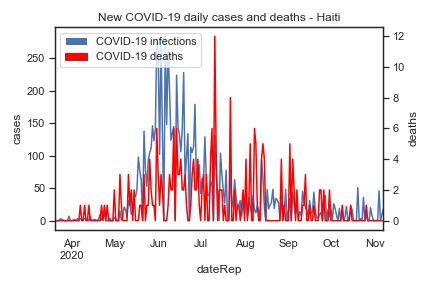 New COVID-19 daily cases and deaths - Haiti
COVID-19 infections
COVID-19 deaths
250
200
150
100
50
0
cases
12
10
8
6
4
2
0
deaths
Apr May Jun Jul Aug Sep Oct Nov
2020
dateRep